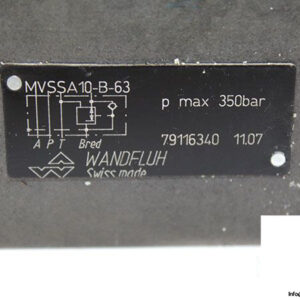 MVSSA10-B-63
p max 350bar
A P T Bred
79116340 11.07
WANDFLUH
Swiss made